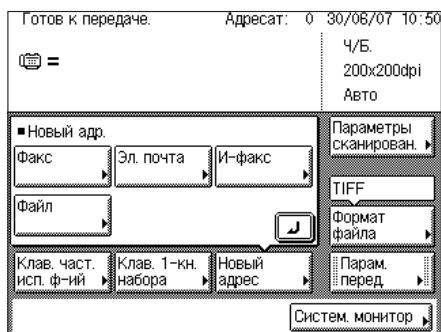 Готов к передаче. Адресат: 0 30/06/07 10:50
=
Ч/Б.
200x200dpi
Авто
Новый адр.
Факс Эл. почта И-факс
Файл
Параметры
сканирован.
TIFF
Формат
файла
Клав. част. Клав. 1-кн. Новый Парам.
исп. ф-ий набора адрес перед.
Систем. монитор